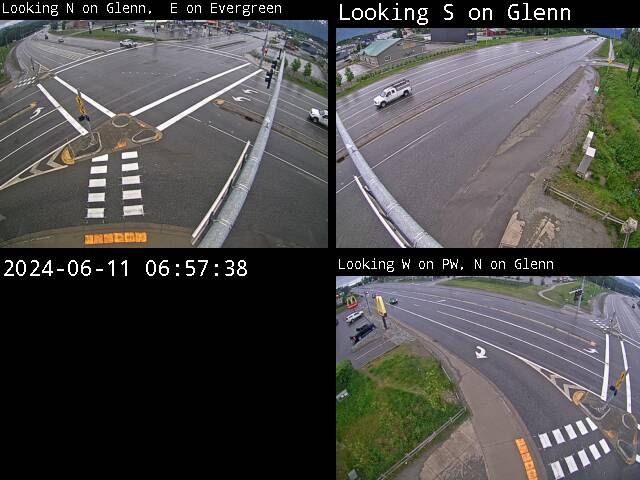 Looking N on Glenn, E on Evergreen
Looking S on Glenn
2024-06-11 06:57:38
Looking W on PW, N on Glenn